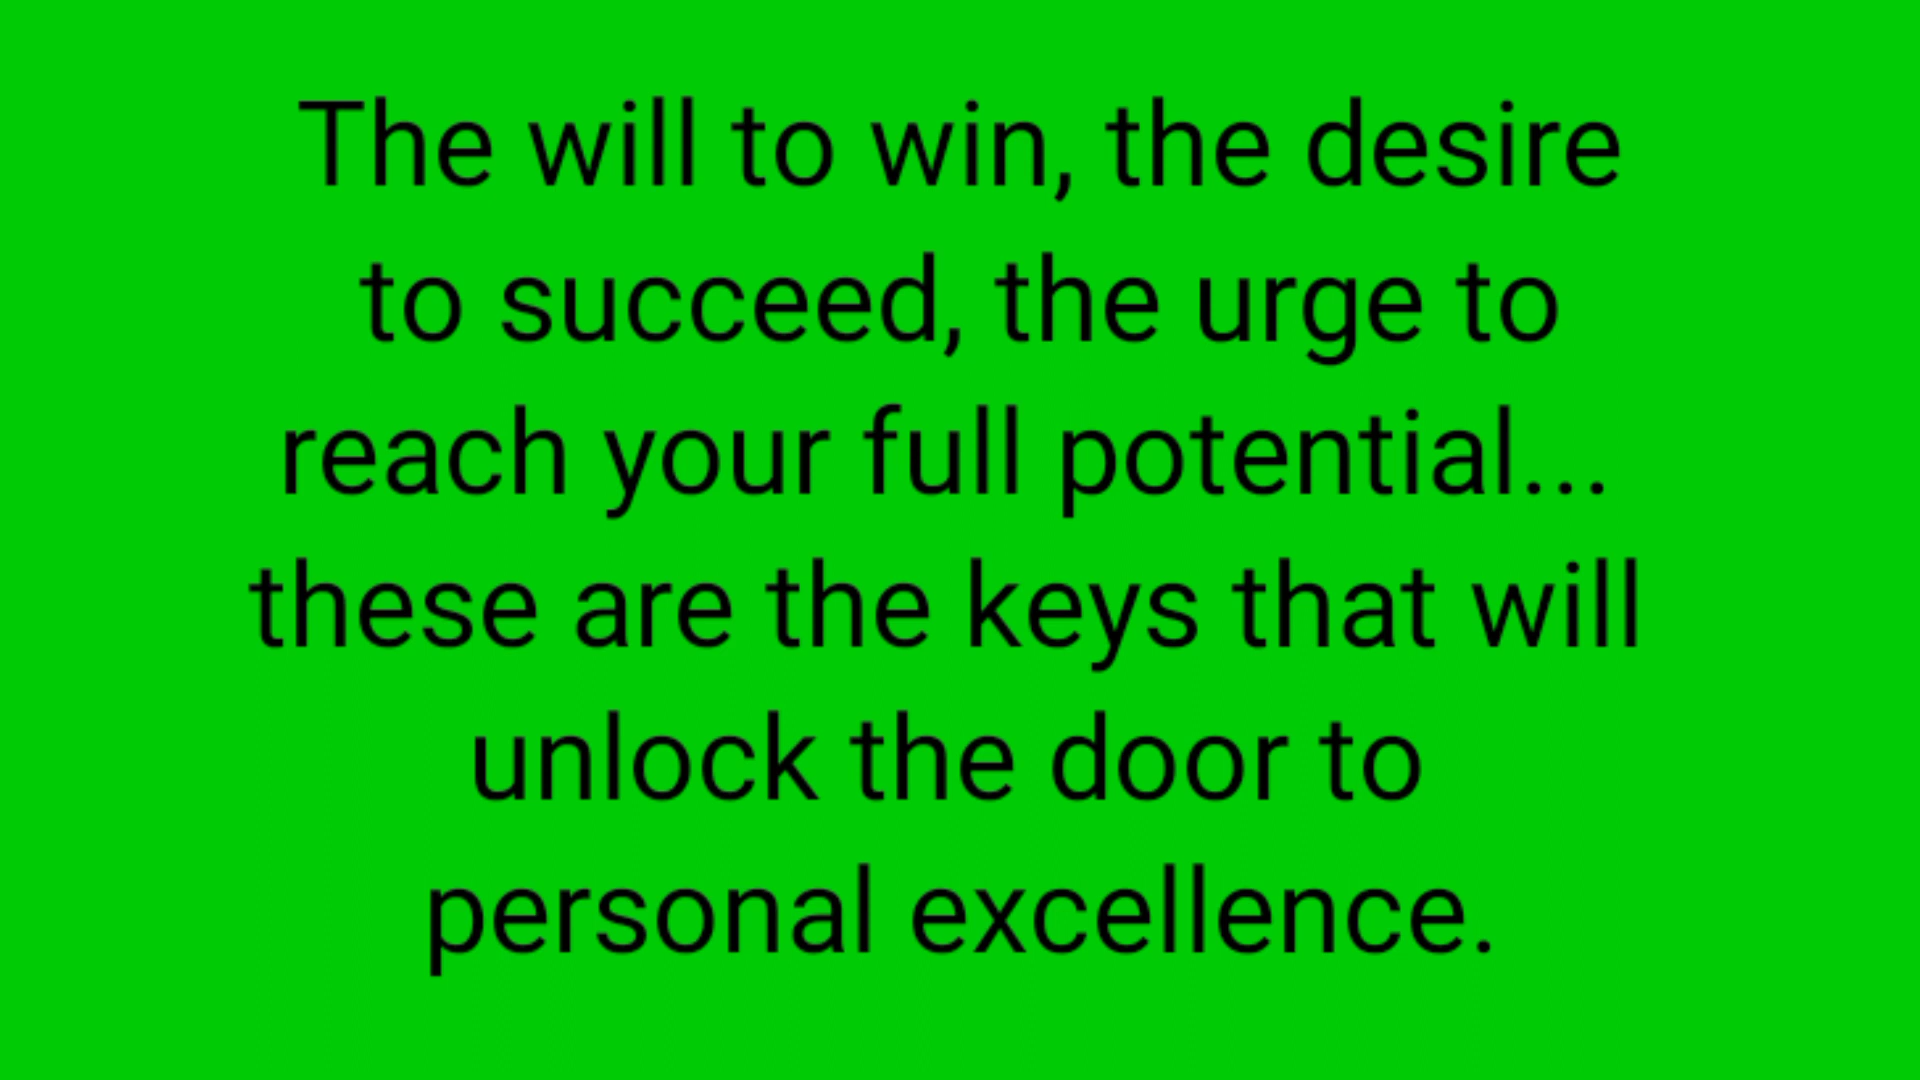 The will to win, the desire
to succeed, the urge to
reach your full potential...
these are the keys that will
unlock the door to
personal excellence.